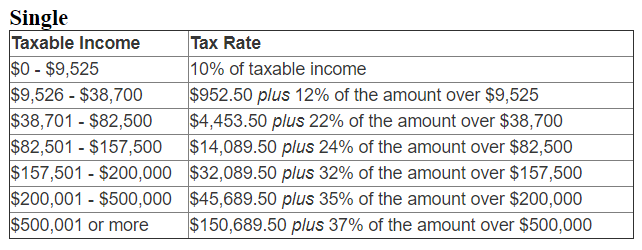 Single
Taxable Income Tax Rate
$0 - $9,525 10% of taxable income
$9,526 - $38,700 $952.50 plus 12% of the amount over $9,525
$38,701 - $82,500 $4,453.50 plus 22% of the amount over $38,700
$82,501 - $157,500 $14,089.50 plus 24% of the amount over $82,500
$157,501 - $200,000 $32,089.50 plus 32% of the amount over $157,500
$200,001 - $500,000 $45,689.50 plus 35% of the amount over $200,000
$500,001 or more $150,689.50 plus 37% of the amount over $500,000